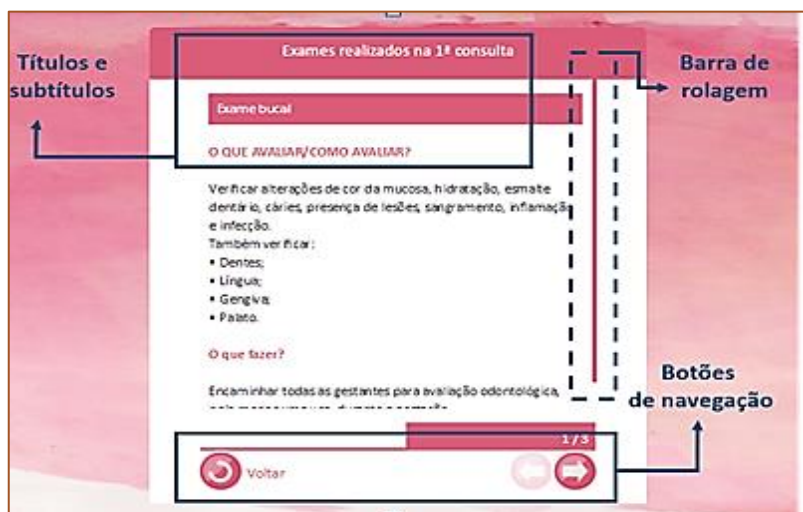 Exames realizados na 1ª consulta
Títulos e
subtítulos
Barra de
rolagem
Exame bucal
O QUE AVALIAR/COMO AVALIAR?
Verificar alterações de cor da mucosa, hidratação, esmalte
dentário, cáries, presença de lesões, sangramento, inflamação
e infecção.
Também verificar:
• Dentes;
• Língua;
• Gengiva;
• Palato.
O que fazer?
Encaminhar todas as gestantes para avaliação odontológica,
Botões
de navegação
1/3
Voltar